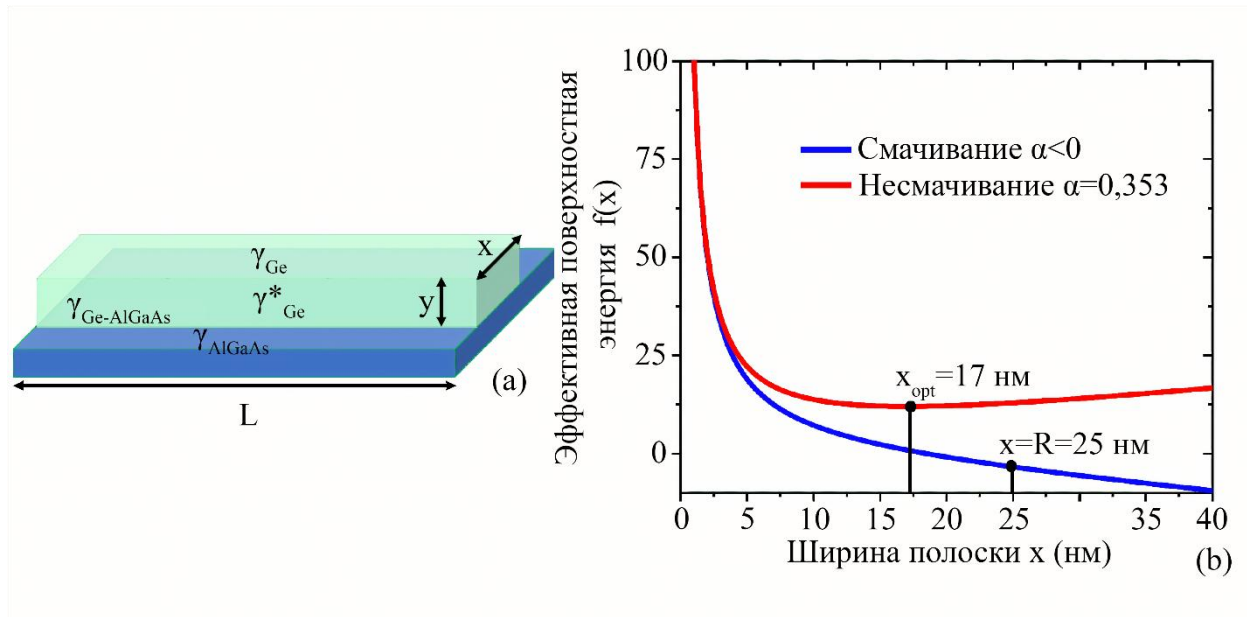 γGe
x
γ*Ge
y
γGe-AlGaAs
γAlGaAs
L
(a)
Эффективная поверхностная
энергия f(x)
100
75
50
25
0
Смачивание α<0
Несмачивание α=0,353
xopt=17 нм
x=R=25 нм
0 5 10 15 20 25 35 40
Ширина полоски x (нм)
(b)